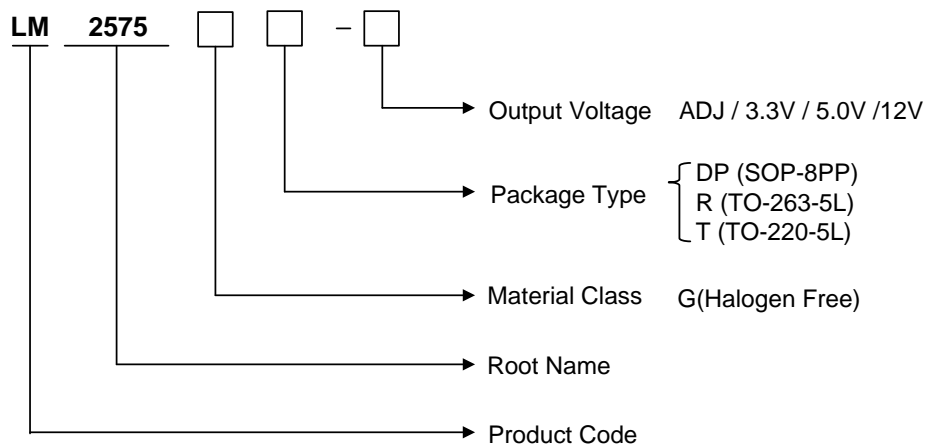 LM 2575 –
Output Voltage ADJ / 3.3V / 5.0V /12V
Package Type DP (SOP-8PP)
R (TO-263-5L)
T (TO-220-5L)
Material Class G(Halogen Free)
Root Name
Product Code